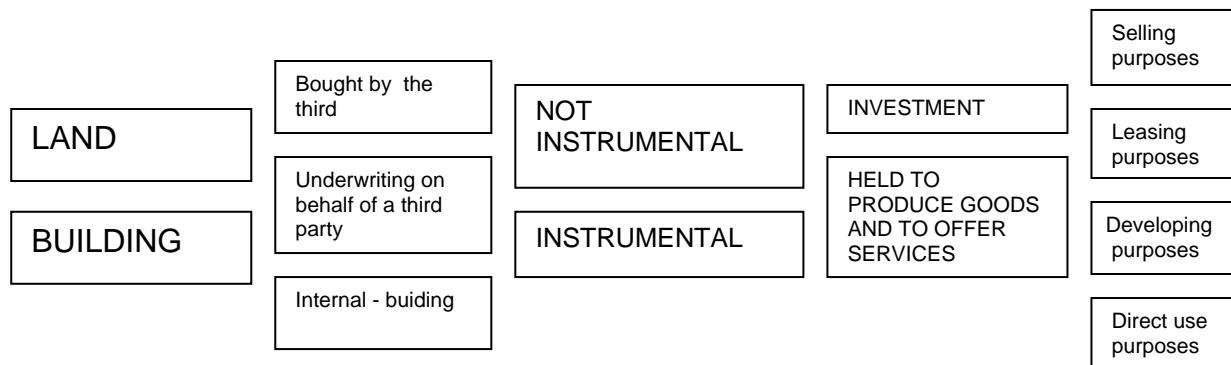 LAND
BUILDING
Bought by the
third
Underwriting on
behalf of a third
party
Internal - buiding
NOT
INSTRUMENTAL
INSTRUMENTAL
INVESTMENT
HELD TO
PRODUCE GOODS
AND TO OFFER
SERVICES
Selling
purposes
Leasing
purposes
Developing
purposes
Direct use
purposes